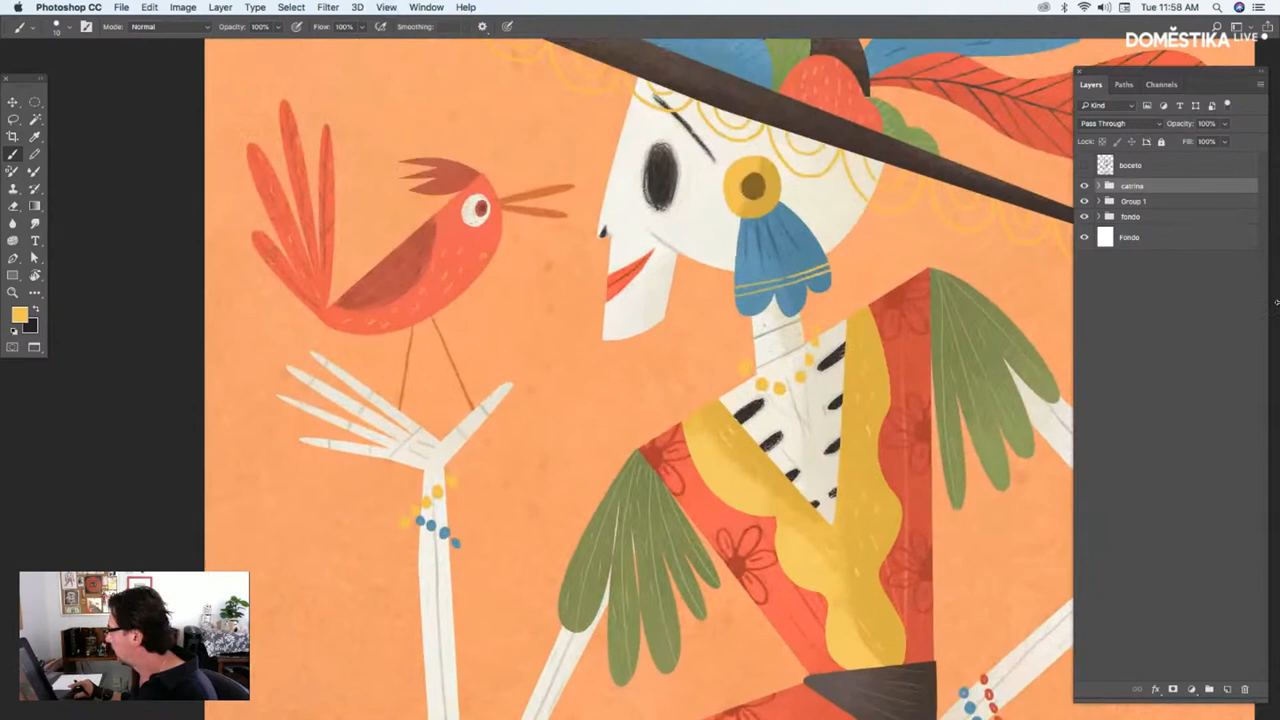 Photoshop CC File Edit Image Layer Type Select Filter 3D View Window Help Tue 11:58 AM
10 Mode: Normal Opacity: 100% Flow: 100% Smoothing:
DOMESTIKA LIVE
Layers Paths Channels
Kind
Pass Through Opacity: 100%
Lock: Fill: 100%
boceto
catrina
Group 1
fondo
Fondo
fx